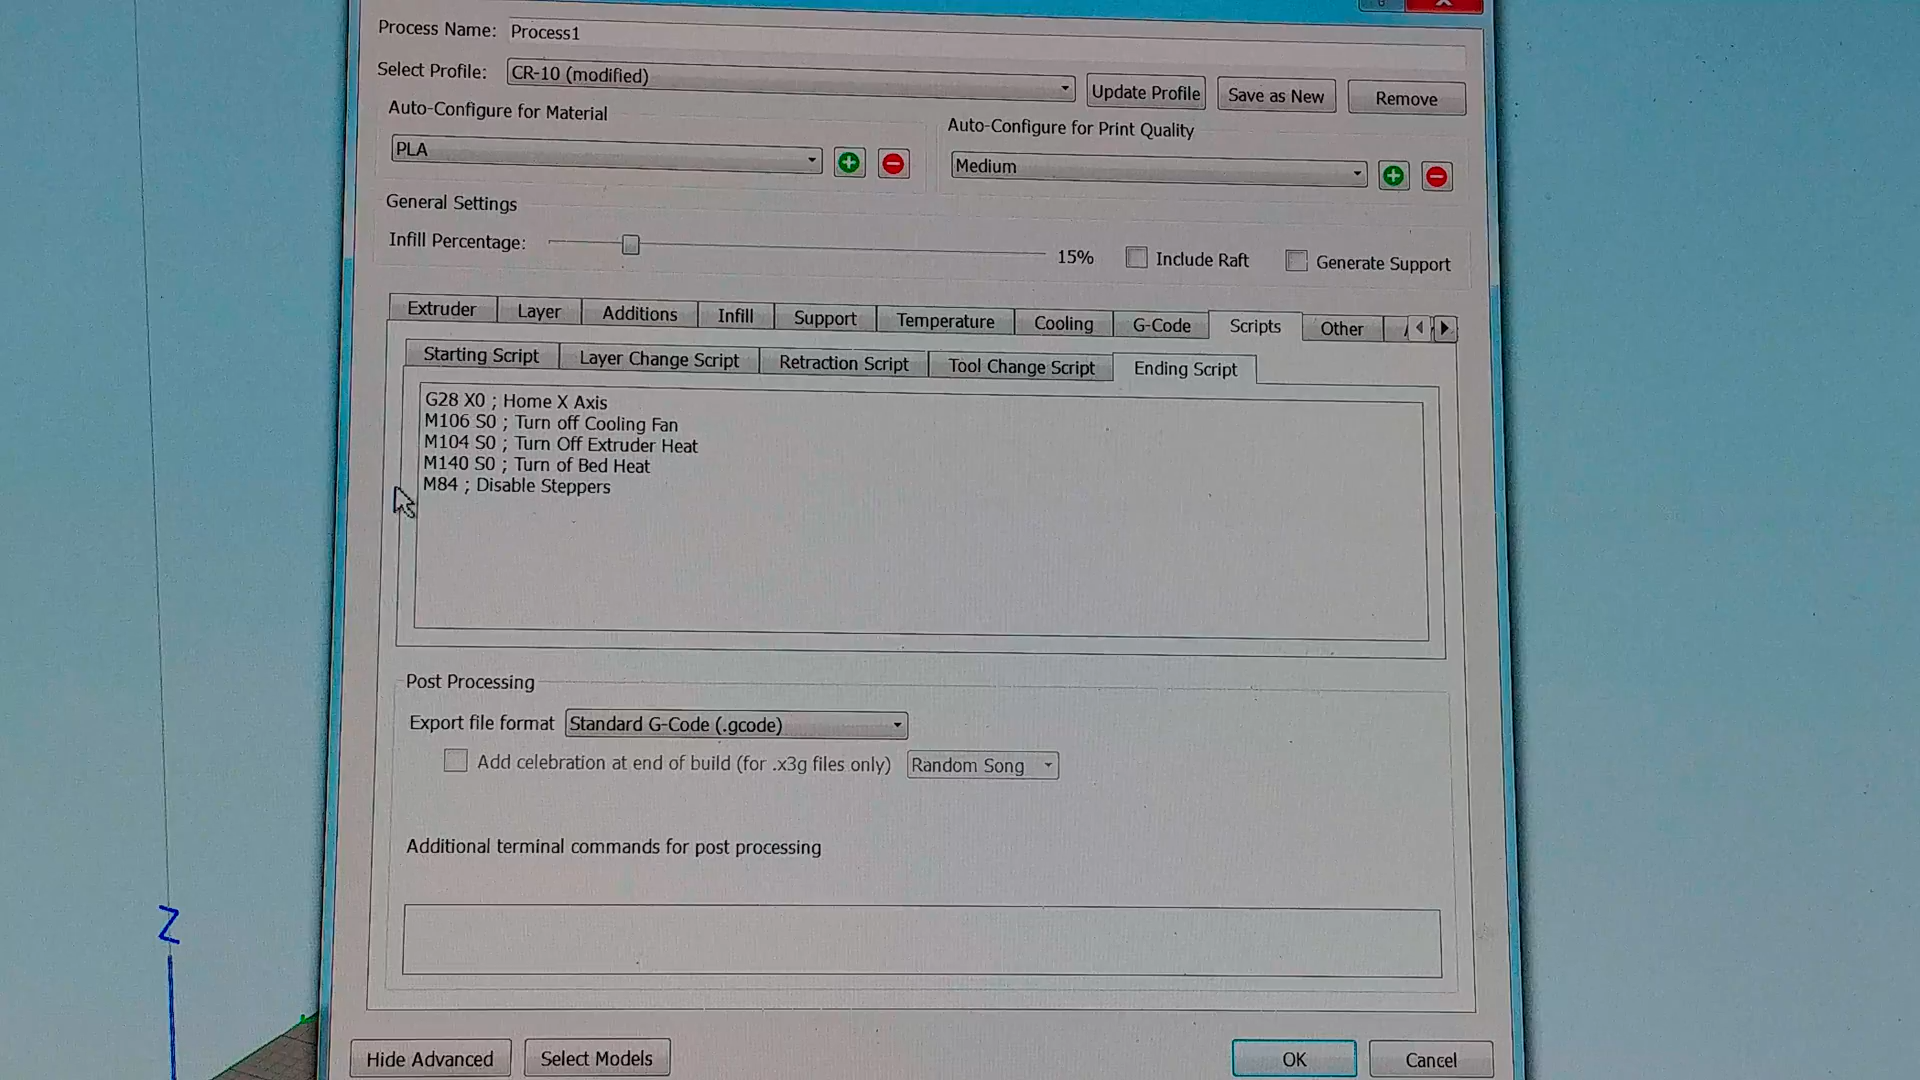 Process Name: Process1
Select Profile: CR-10 (modified) Update Profile Save as New Remove
Auto-Configure for Material
Auto-Configure for Print Quality
PLA
Medium
General Settings
Infill Percentage: 15% Include Raft Generate Support
Extruder Layer Additions Infill Support Temperature Cooling G-Code Scripts Other
Starting Script Layer Change Script Retraction Script Tool Change Script Ending Script
G28 X0 ; Home X Axis
M106 S0 ; Turn off Cooling Fan
M104 S0 ; Turn Off Extruder Heat
M140 S0 ; Turn of Bed Heat
M84 ; Disable Steppers
Post Processing
Export file format Standard G-Code (.gcode)
Add celebration at end of build (for .x3g files only) Random Song
Additional terminal commands for post processing
Z
Hide Advanced Select Models OK Cancel